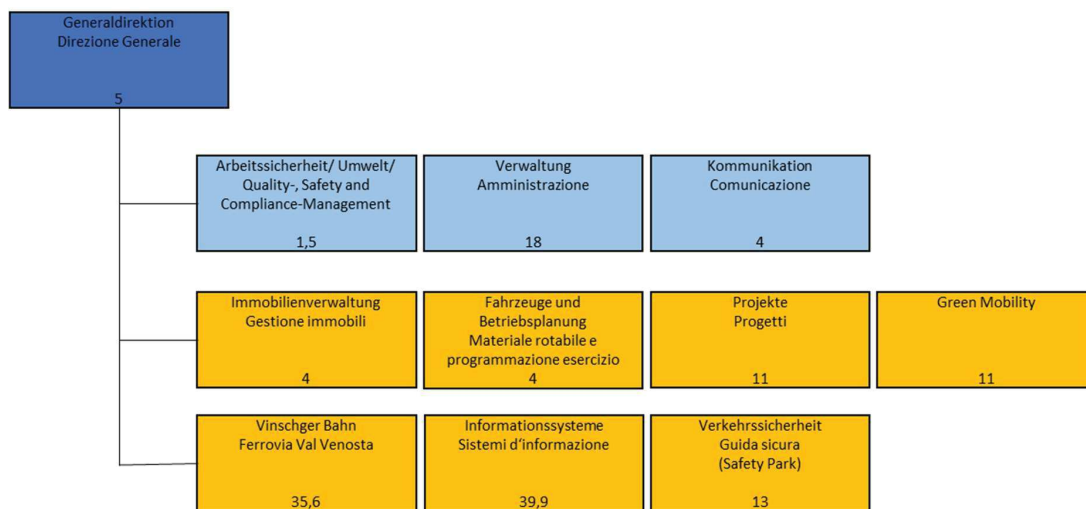 Generaldirektion
Direzione Generale
5
Arbeitssicherheit/ Umwelt/
Quality-, Safety and
Compliance-Management
1,5
Verwaltung
Amministrazione
18
Kommunikation
Comunicazione
4
Immobilienverwaltung
Gestione immobili
4
Fahrzeuge und
Betriebsplanung
Materiale rotabile e
programmazione esercizio
4
Projekte
Progetti
11
Green Mobility
11
Vinschger Bahn
Ferrovia Val Venosta
35,6
Informationssysteme
Sistemi d‘informazione
39,9
Verkehrssicherheit
Guida sicura
(Safety Park)
13